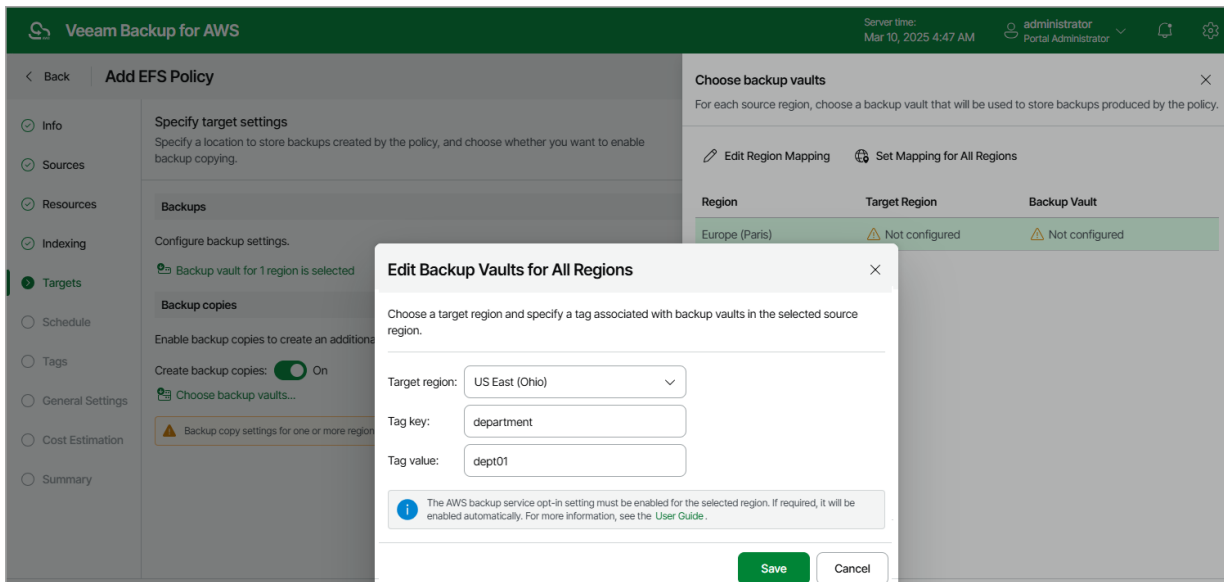 Veeam Backup for AWS
Server time:
Mar 10, 2025 4:47 AM
administrator
Portal Administrator
Back
Add EFS Policy
Info
Sources
Resources
Indexing
Targets
Schedule
Tags
General Settings
Cost Estimation
Summary
Specify target settings
Specify a location to store backups created by the policy, and choose whether you want to enable
backup copying.
Backups
Configure backup settings.
Backup vault for 1 region is selected
Backup copies
Enable backup copies to create an additiona
Create backup copies:
On
Choose backup vaults...
Backup copy settings for one or more region
Choose backup vaults
For each source region, choose a backup vault that will be used to store backups produced by the policy.
Edit Region Mapping
Set Mapping for All Regions
Region
Target Region
Backup Vault
Europe (Paris)
Not configured
Not configured
Edit Backup Vaults for All Regions
Choose a target region and specify a tag associated with backup vaults in the selected source
region.
Target region:
US East (Ohio)
Tag key:
department
Tag value:
dept01
The AWS backup service opt-in setting must be enabled for the selected region. If required, it will be
enabled automatically. For more information, see the User Guide.
Save
Cancel